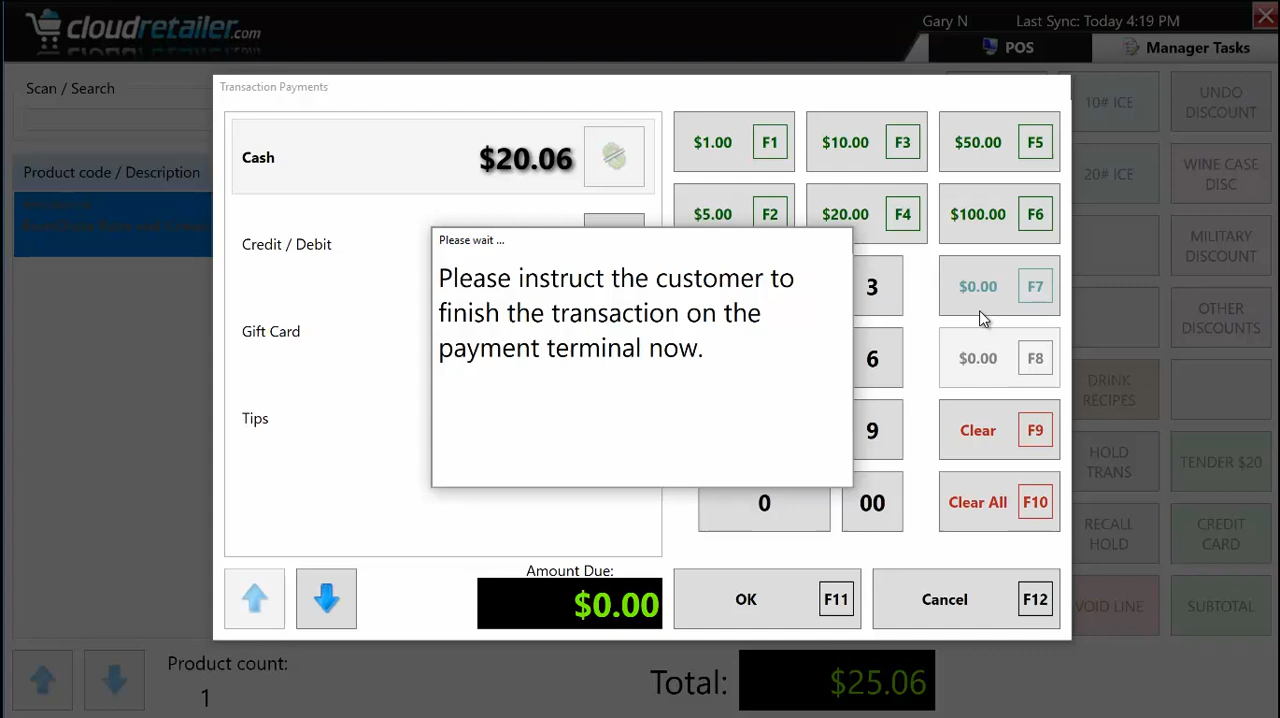 cloudretailer.com
Gary N
Last Sync: Today 4:19 PM
POS
Manager Tasks
Scan / Search
Product code / Description
10# ICE
UNDO
DISCOUNT
20# ICE
WINE CASE
DISC
MILITARY
DISCOUNT
OTHER
DISCOUNTS
DRINK
RECIPES
HOLD
TRANS
TENDER $20
RECALL
HOLD
CREDIT
CARD
VOID LINE
SUBTOTAL
Transaction Payments
Cash
$20.06
Credit / Debit
Gift Card
Tips
$1.00 F1
$10.00 F3
$50.00 F5
$5.00 F2
$20.00 F4
$100.00 F6
3
$0.00 F7
6
$0.00 F8
9
Clear F9
0
00
Clear All F10
Please wait ...
Please instruct the customer to
finish the transaction on the
payment terminal now.
Amount Due:
$0.00
OK F11
Cancel F12
Product count:
1
Total:
$25.06